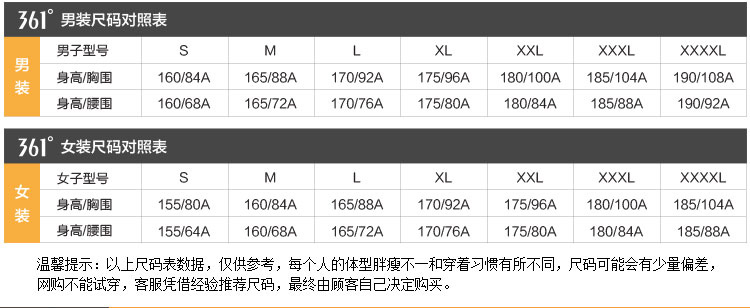 361° 男装尺码对照表
男装 男子型号 S M L XL XXL XXXL XXXXL
身高/胸围 160/84A 165/88A 170/92A 175/96A 180/100A 185/104A 190/108A
身高/腰围 160/68A 165/72A 170/76A 175/80A 180/84A 185/88A 190/92A
361° 女装尺码对照表
女装 女子型号 S M L XL XXL XXXL XXXXL
身高/胸围 155/80A 160/84A 165/88A 170/92A 175/96A 180/100A 185/104A
身高/腰围 155/64A 160/68A 165/72A 170/76A 175/80A 180/84A 185/88A
温馨提示：以上尺码表数据，仅供参考，每个人的体型胖瘦不一和穿着习惯有所不同，尺码可能会有少量偏差，
网购不能试穿，客服凭借经验推荐尺码，最终由顾客自己决定购买。